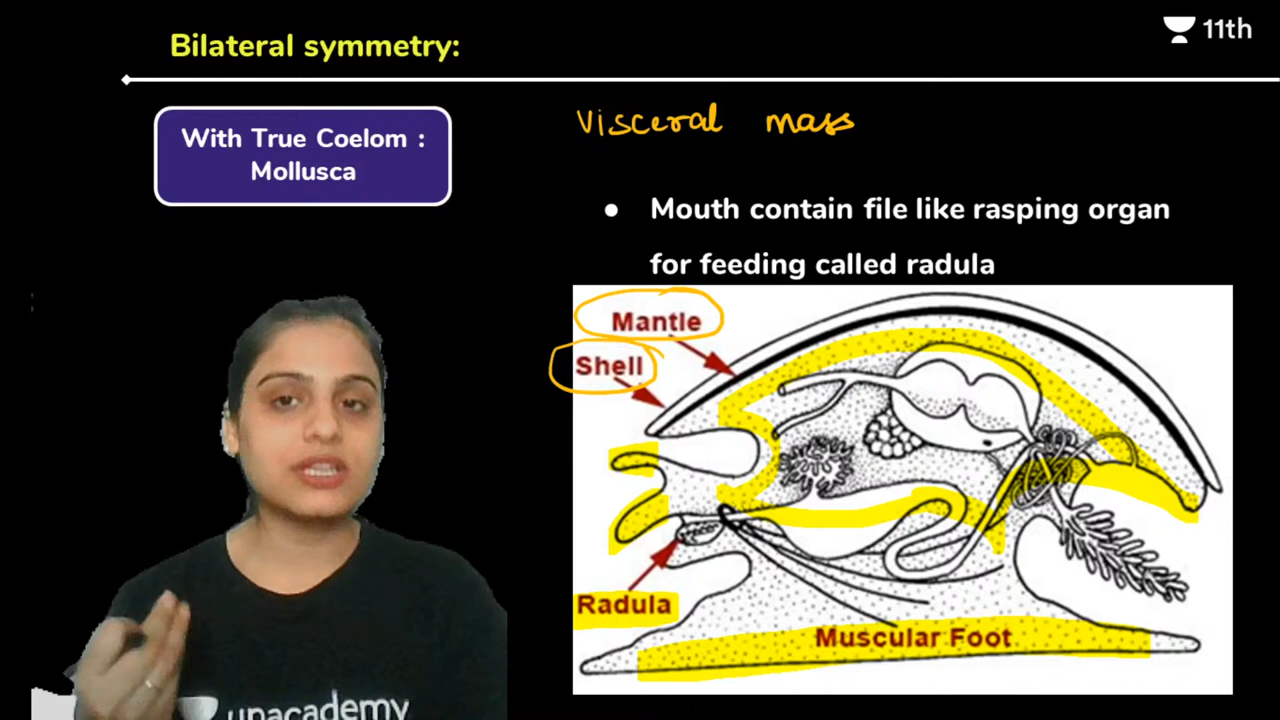 Bilateral symmetry:
11th
With True Coelom :
Mollusca
Visceral mass
● Mouth contain file like rasping organ
for feeding called radula
Mantle
Shell
Radula
Muscular Foot
unacademy